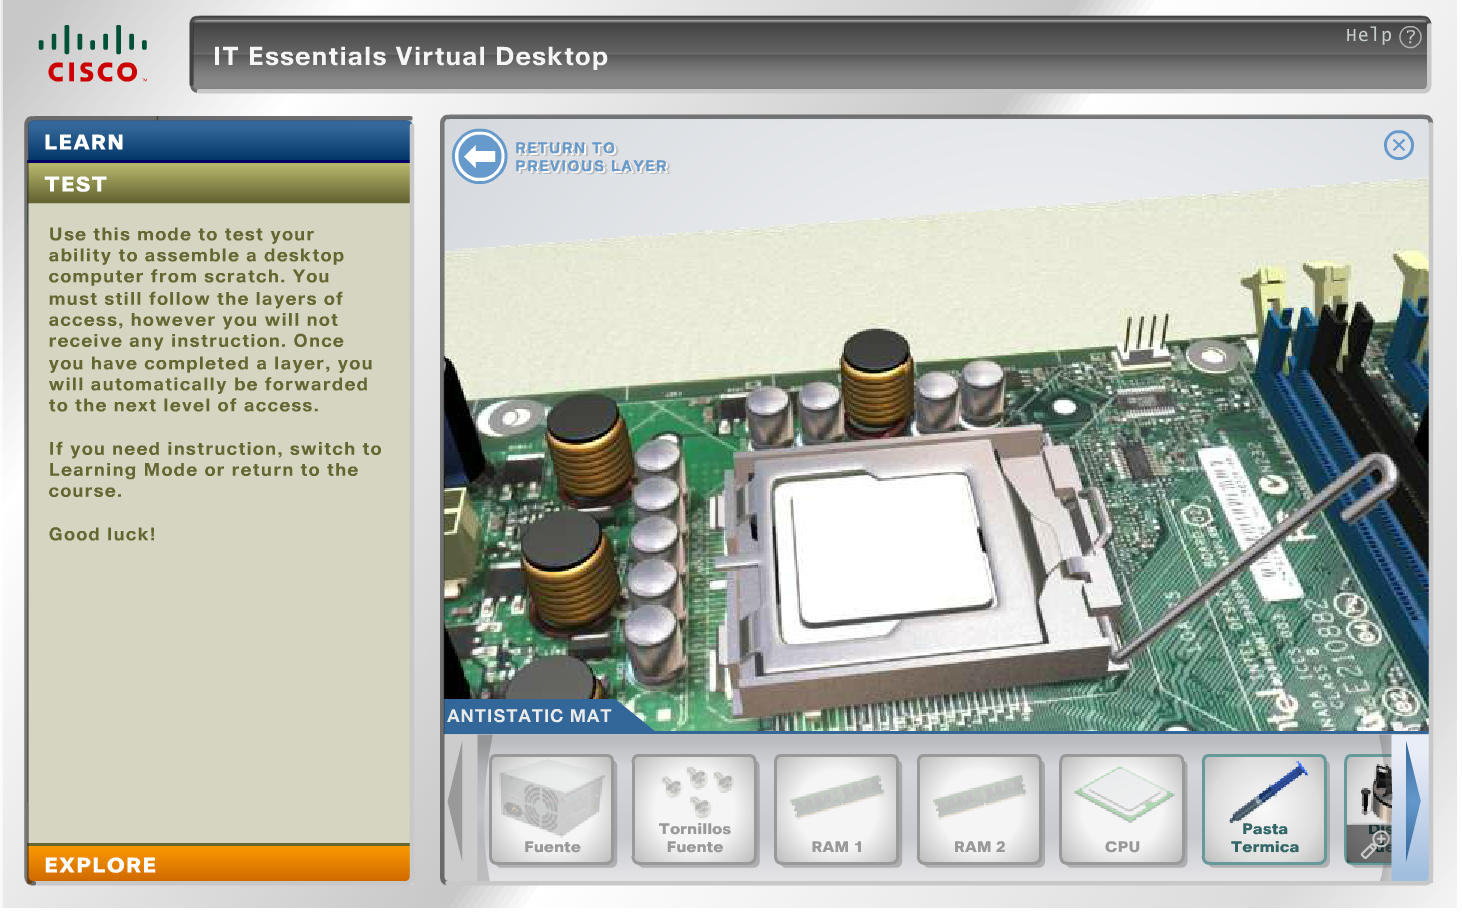 CISCO
IT Essentials Virtual Desktop
Help ?
LEARN
TEST
Use this mode to test your
ability to assemble a desktop
computer from scratch. You
must still follow the layers of
access, however you will not
receive any instruction. Once
you have completed a layer, you
will automatically be forwarded
to the next level of access.
If you need instruction, switch to
Learning Mode or return to the
course.
Good luck!
EXPLORE
RETURN TO
PREVIOUS LAYER
E210882
CLASS B
ANTISTATIC MAT
Fuente
Tornillos
Fuente
RAM 1
RAM 2
CPU
Pasta
Termica